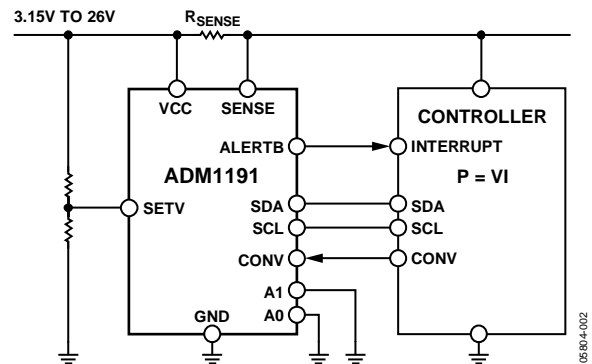 3.15V TO 26V
RSENSE
VCC
SENSE
CONTROLLER
ALERTB
INTERRUPT
ADM1191
P = VI
SETV
SDA
SDA
SCL
SCL
CONV
CONV
A1
GND
A0
05804-002